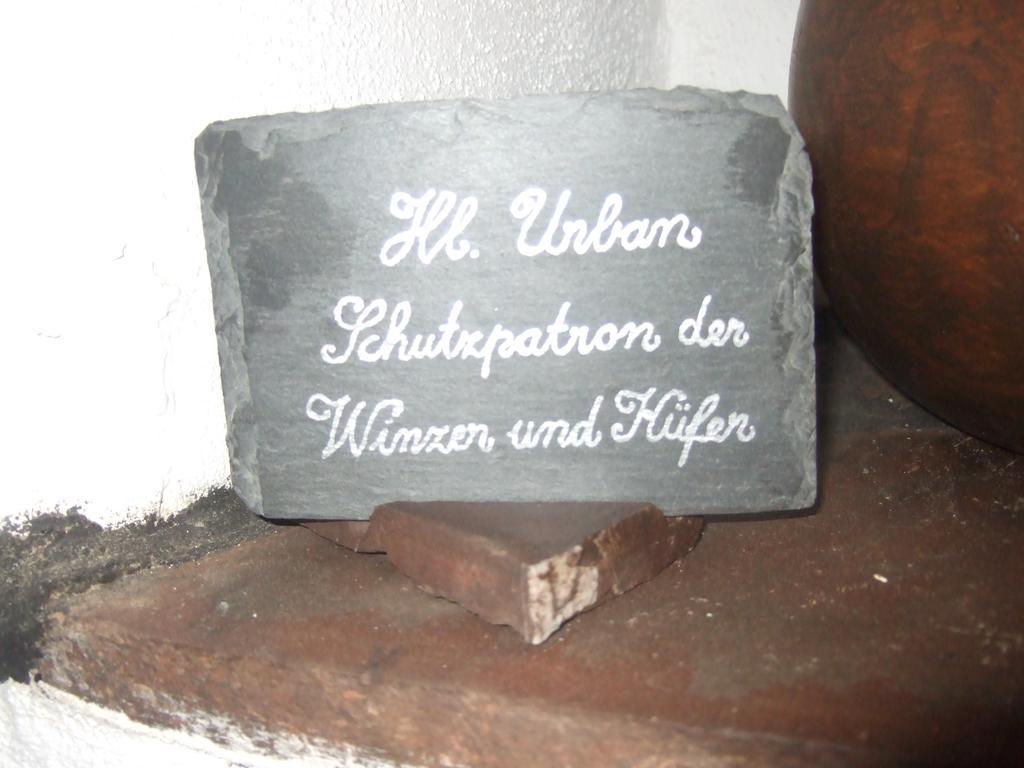 Hl. Urban
Schutzpatron der
Winzer und Küfer